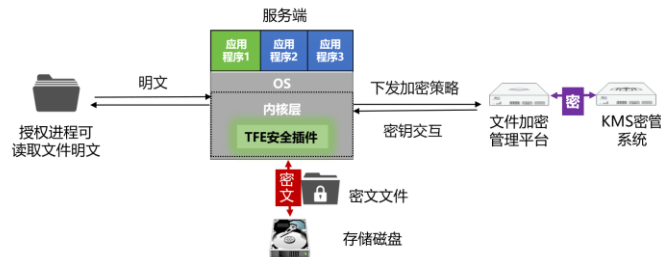 服务端
应用
程序1
应用
程序2
应用
程序3
OS
内核层
TFE安全插件
明文
授权进程可
读取文件明文
下发加密策略
密钥交互
文件加密
管理平台
密
KMS密管
系统
密文
密文文件
存储磁盘